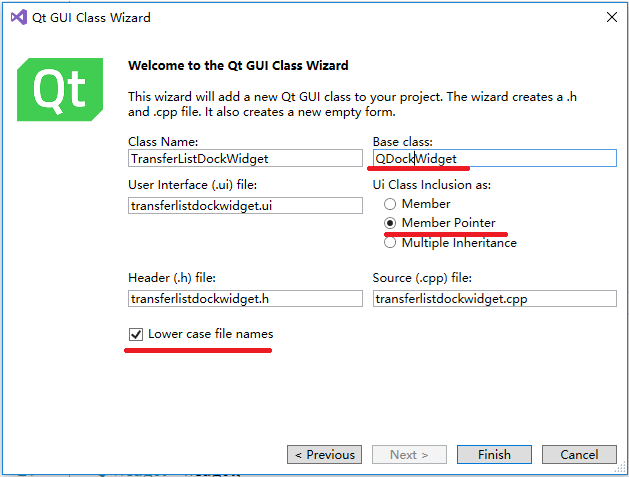 Qt GUI Class Wizard
Qt
Welcome to the Qt GUI Class Wizard
This wizard will add a new Qt GUI class to your project. The wizard creates a .h
and .cpp file. It also creates a new empty form.
Class Name:
TransferListDockWidget
Base class:
QDockWidget
User Interface (.ui) file:
transferlistdockwidget.ui
Ui Class Inclusion as:
Member
Member Pointer
Multiple Inheritance
Header (.h) file:
transferlistdockwidget.h
Source (.cpp) file:
transferlistdockwidget.cpp
Lower case file names
< Previous
Next >
Finish
Cancel